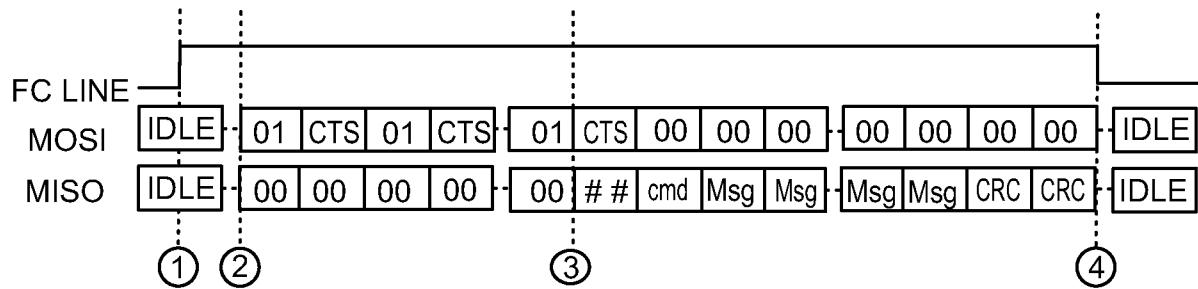 FC LINE
MOSI IDLE 01 CTS 01 CTS 01 CTS 00 00 00 00 00 00 00 IDLE
MISO IDLE 00 00 00 00 00 ## cmd Msg Msg Msg Msg CRC CRC IDLE
1 2 3 4